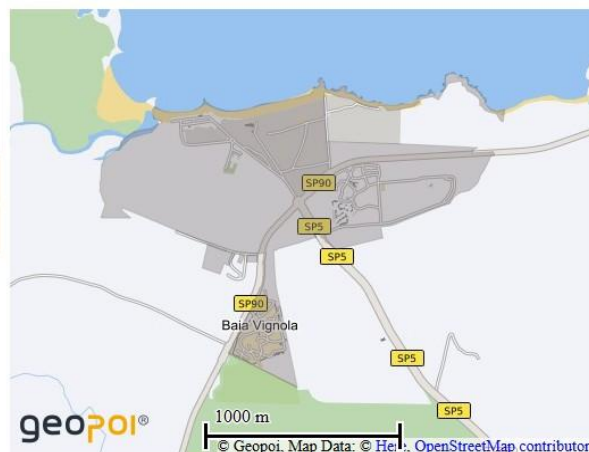 SP90
SP5
SP5
SP90
Baia Vignola
SP5
SP5
geopoi®
1000 m
© Geopoi, Map Data: © Here, OpenStreetMap contributor